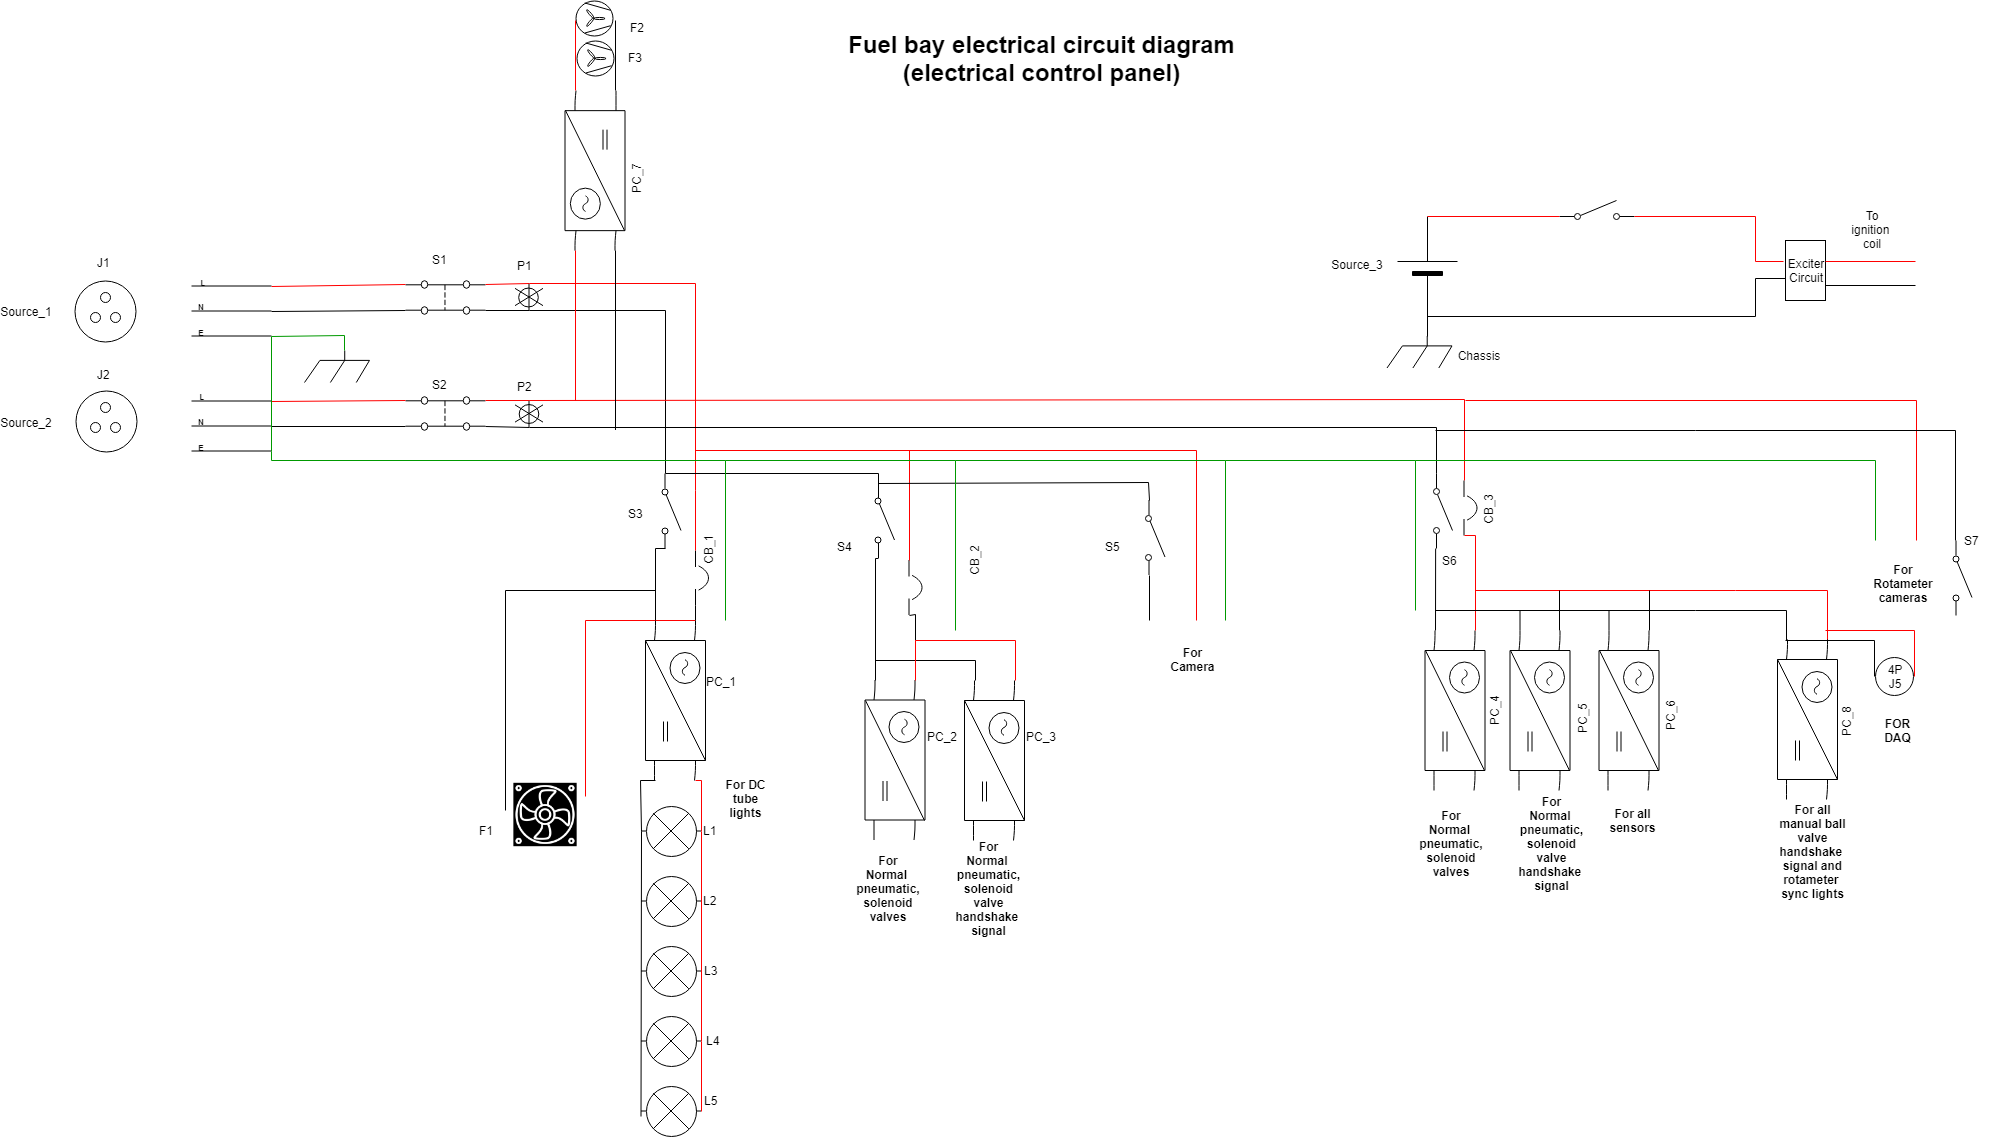 Fuel bay electrical circuit diagram
(electrical control panel)
F2
F3
PC_7
J1
Source_1
L
N
E
S1
P1
J2
Source_2
L
N
E
S2
P2
Source_3
Chassis
Exciter
Circuit
To
ignition
coil
S3
CB_1
S4
CB_2
S5
S6
CB_3
S7
For
Camera
For
Rotameter
cameras
PC_1
PC_2
PC_3
PC_4
PC_5
PC_6
PC_8
4P
J5
FOR
DAQ
F1
For DC
tube
lights
L1
L2
L3
L4
L5
For
Normal
pneumatic,
solenoid
valves
For
Normal
pneumatic,
solenoid
valve
handshake
signal
For
Normal
pneumatic,
solenoid
valves
For
Normal
pneumatic,
solenoid
valve
handshake
signal
For all
sensors
For all
manual ball
valve
handshake
signal and
rotameter
sync lights